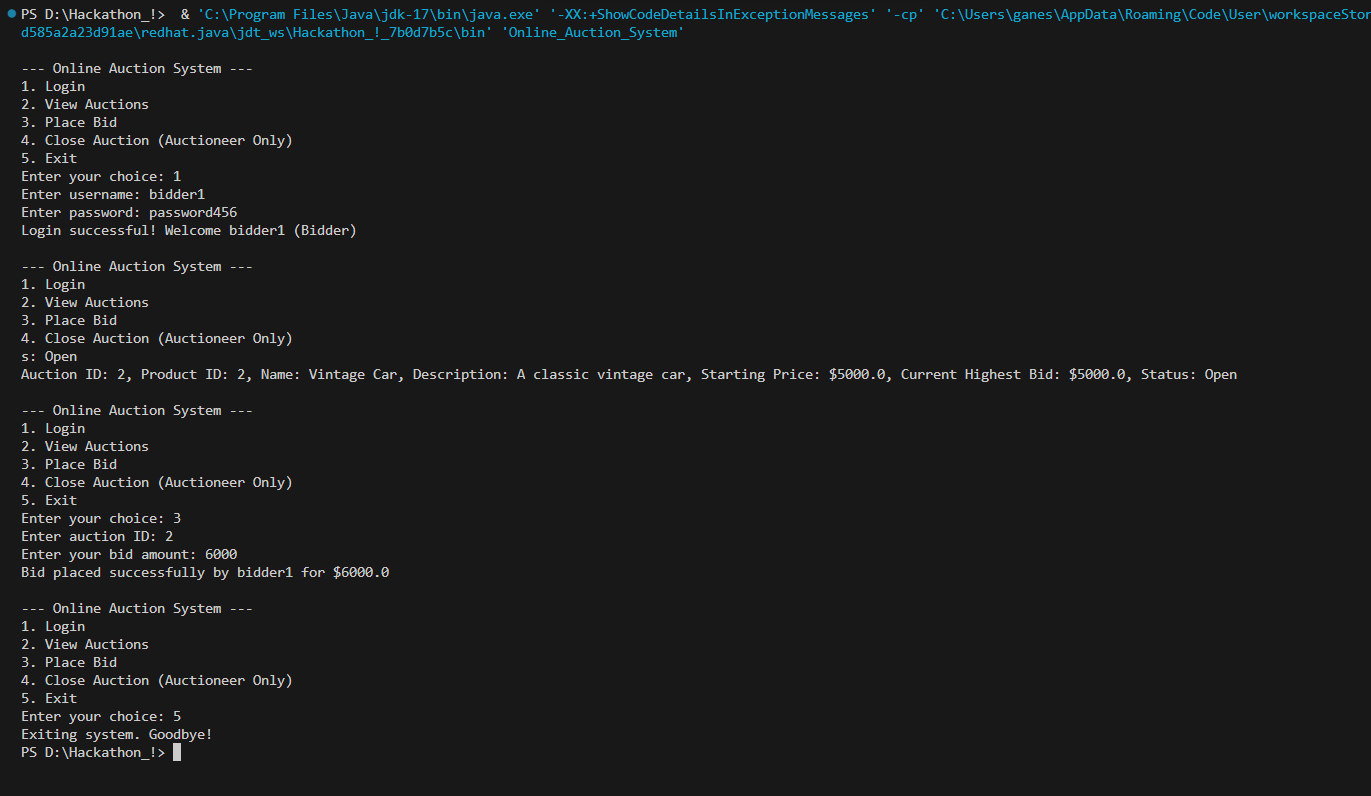 PS D:\Hackathon_!>  & 'C:\Program Files\Java\jdk-17\bin\java.exe' '-XX:+ShowCodeDetailsInExceptionMessages' '-cp' 'C:\Users\ganes\AppData\Roaming\Code\User\workspaceStor
d585a2a23d91ae\redhat.java\jdt_ws\Hackathon_!_7b0d7b5c\bin' 'Online_Auction_System'
--- Online Auction System ---
1. Login
2. View Auctions
3. Place Bid
4. Close Auction (Auctioneer Only)
5. Exit
Enter your choice: 1
Enter username: bidder1
Enter password: password456
Login successful! Welcome bidder1 (Bidder)
--- Online Auction System ---
1. Login
2. View Auctions
3. Place Bid
4. Close Auction (Auctioneer Only)
s: Open
Auction ID: 2, Product ID: 2, Name: Vintage Car, Description: A classic vintage car, Starting Price: $5000.0, Current Highest Bid: $5000.0, Status: Open
--- Online Auction System ---
1. Login
2. View Auctions
3. Place Bid
4. Close Auction (Auctioneer Only)
5. Exit
Enter your choice: 3
Enter auction ID: 2
Enter your bid amount: 6000
Bid placed successfully by bidder1 for $6000.0
--- Online Auction System ---
1. Login
2. View Auctions
3. Place Bid
4. Close Auction (Auctioneer Only)
5. Exit
Enter your choice: 5
Exiting system. Goodbye!
PS D:\Hackathon_!>